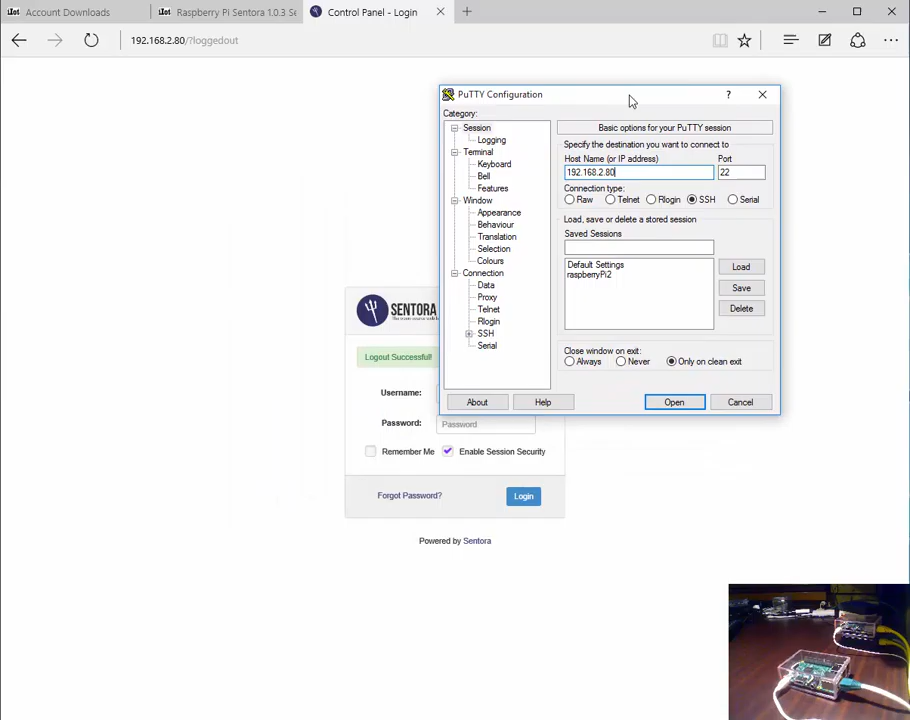 Account Downloads
Raspberry Pi Sentora 1.0.3 Se
Control Panel - Login
192.168.2.80/?loggedout
PuTTY Configuration
?
Category:
Session
Logging
Terminal
Keyboard
Bell
Features
Window
Appearance
Behaviour
Translation
Selection
Colours
Connection
Data
Proxy
Telnet
Rlogin
SSH
Serial
Basic options for your PuTTY session
Specify the destination you want to connect to
Host Name (or IP address) Port
192.168.2.80 22
Connection type:
Raw Telnet Rlogin SSH Serial
Load, save or delete a stored session
Saved Sessions
Default Settings
raspberryPi2
Load
Save
Delete
Close window on exit:
Always Never Only on clean exit
About Help Open Cancel
SENTORA
Logout Successful!
Username:
Password: Password
Remember Me Enable Session Security
Forgot Password? Login
Powered by Sentora